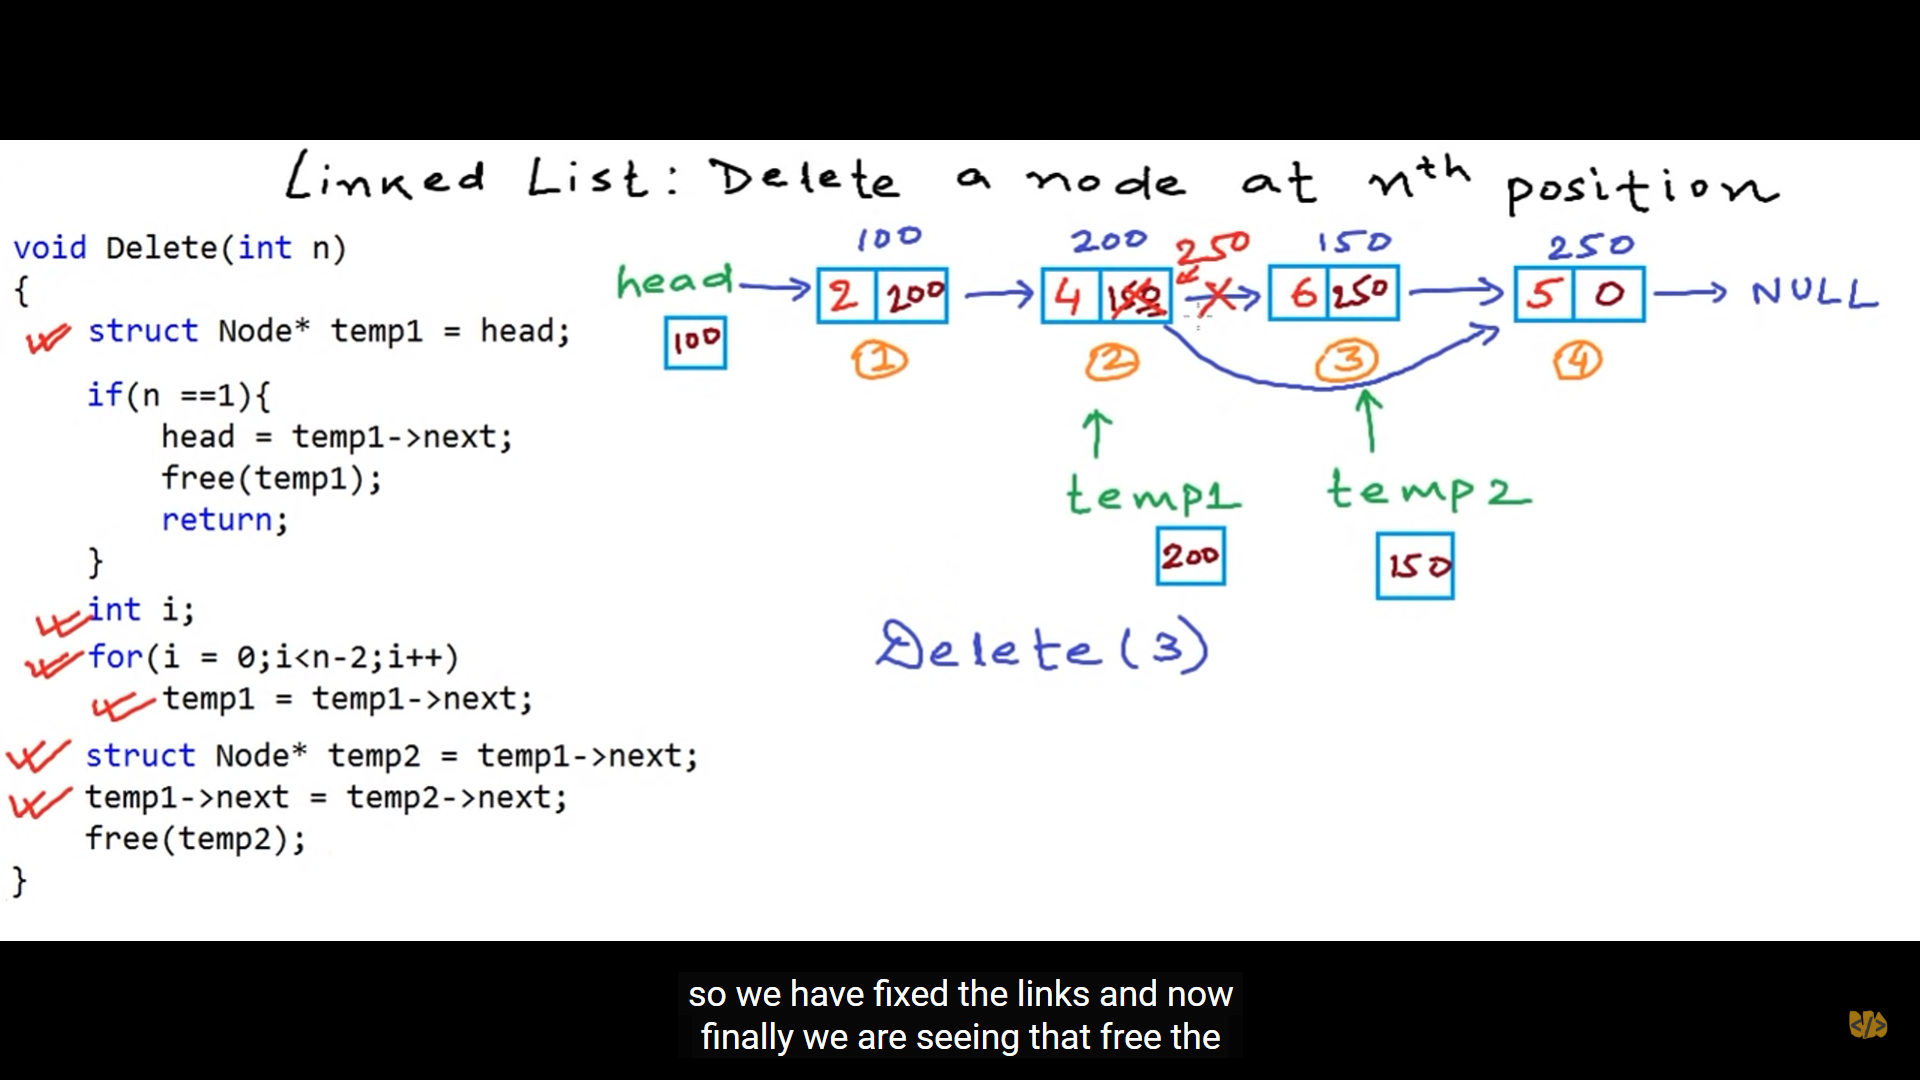 Linked List: Delete a node at nth position
void Delete(int n)
{
struct Node* temp1 = head;
if(n ==1){
head = temp1->next;
free(temp1);
return;
}
int i;
for(i = 0;i<n-2;i++)
temp1 = temp1->next;
struct Node* temp2 = temp1->next;
temp1->next = temp2->next;
free(temp2);
}
100 200 250 150 250
head 2 200 4 150 6 250 5 0 NULL
100 1 2 3 4
temp1 temp2
200 150
Delete(3)
so we have fixed the links and now
finally we are seeing that free the